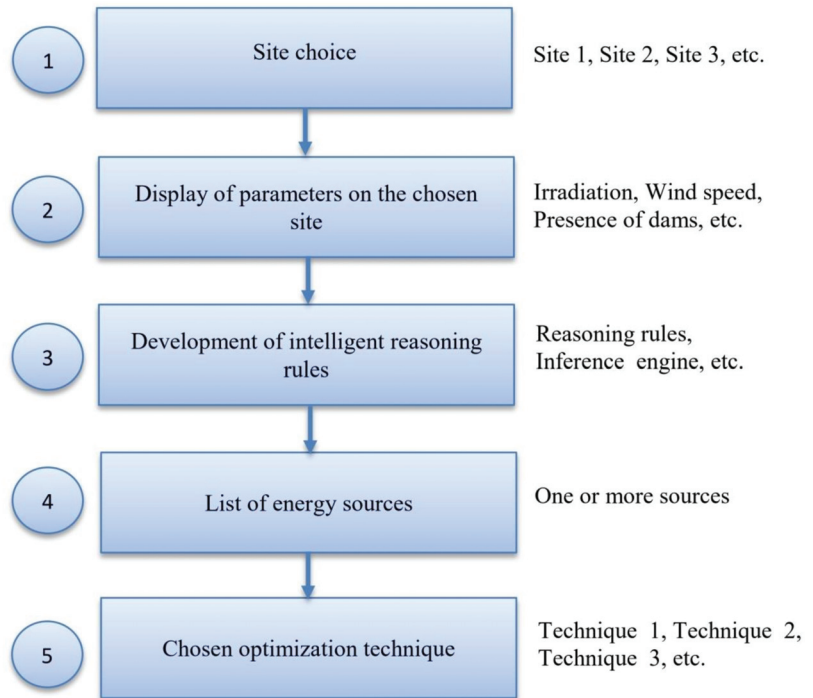 1
Site choice
Site 1, Site 2, Site 3, etc.
2
Display of parameters on the chosen
site
Irradiation, Wind speed,
Presence of dams, etc.
3
Development of intelligent reasoning
rules
Reasoning rules,
Inference engine, etc.
4
List of energy sources
One or more sources
5
Chosen optimization technique
Technique 1, Technique 2,
Technique 3, etc.